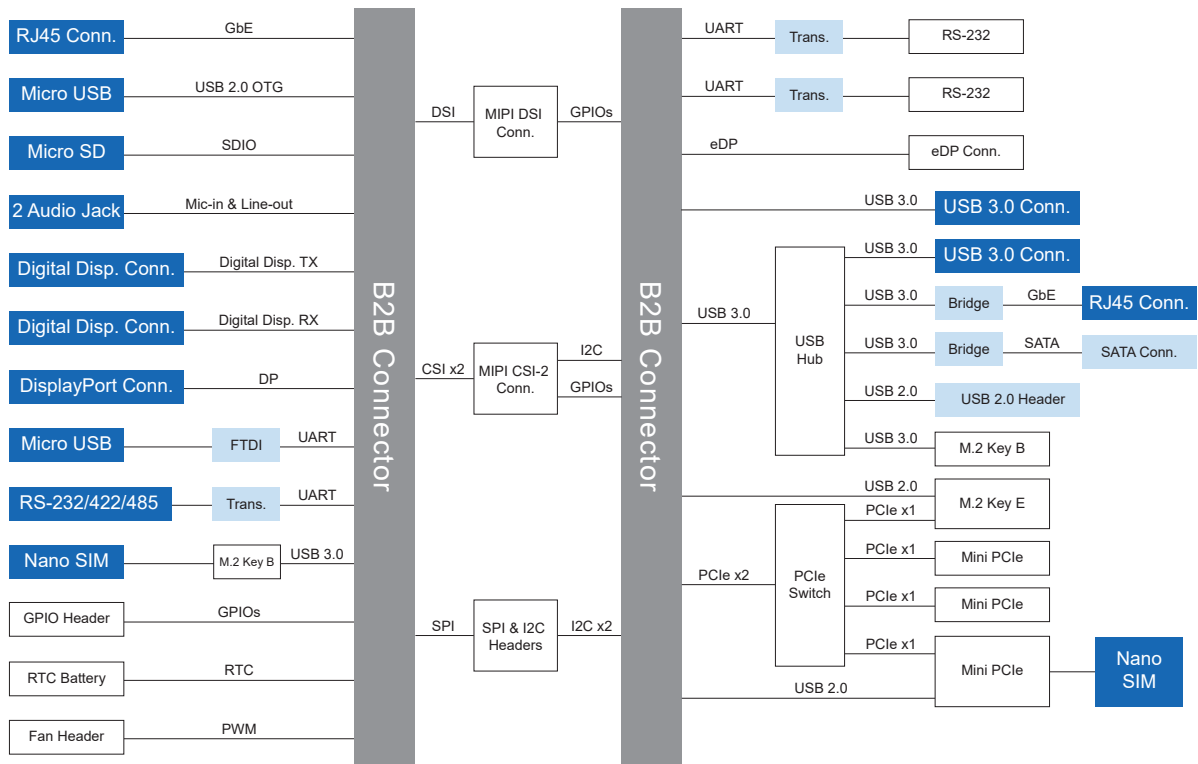 RJ45 Conn.
GbE
Micro USB
USB 2.0 OTG
Micro SD
SDIO
2 Audio Jack
Mic-in & Line-out
Digital Disp. Conn.
Digital Disp. TX
Digital Disp. Conn.
Digital Disp. RX
DisplayPort Conn.
DP
Micro USB
FTDI
UART
RS-232/422/485
Trans.
UART
Nano SIM
M.2 Key B
USB 3.0
GPIO Header
GPIOs
RTC Battery
RTC
Fan Header
PWM
B2B Connector
DSI
MIPI DSI
Conn.
GPIOs
CSI x2
MIPI CSI-2
Conn.
I2C
GPIOs
SPI
SPI & I2C
Headers
I2C x2
B2B Connector
UART
Trans.
RS-232
UART
Trans.
RS-232
eDP
eDP Conn.
USB 3.0
USB 3.0 Conn.
USB 3.0
USB
Hub
USB 3.0
USB 3.0 Conn.
USB 3.0
Bridge
GbE
RJ45 Conn.
USB 3.0
Bridge
SATA
SATA Conn.
USB 2.0
USB 2.0 Header
USB 3.0
M.2 Key B
USB 2.0
M.2 Key E
PCIe x1
PCIe x2
PCIe
Switch
PCIe x1
Mini PCIe
PCIe x1
Mini PCIe
PCIe x1
Mini PCIe
USB 2.0
Nano
SIM